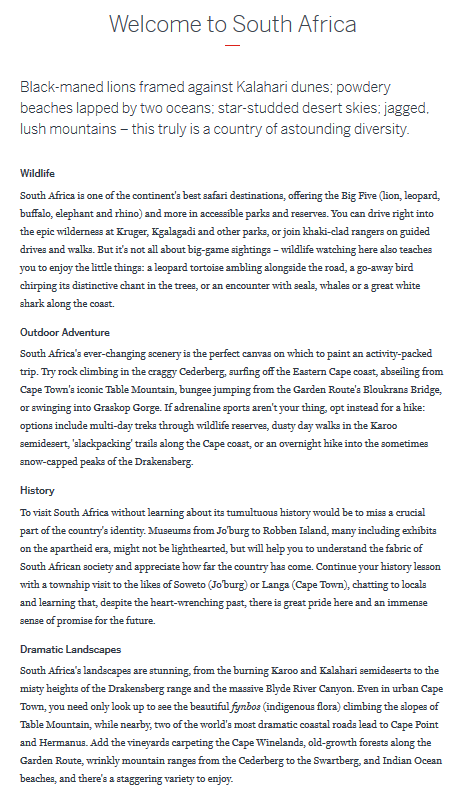 Welcome to South Africa
Black-maned lions framed against Kalahari dunes; powdery
beaches lapped by two oceans; star-studded desert skies; jagged,
lush mountains – this truly is a country of astounding diversity.
Wildlife
South Africa is one of the continent's best safari destinations, offering the Big Five (lion, leopard,
buffalo, elephant and rhino) and more in accessible parks and reserves. You can drive right into
the epic wilderness at Kruger, Kgalagadi and other parks, or join khaki-clad rangers on guided
drives and walks. But it's not all about big-game sightings – wildlife watching here also teaches
you to enjoy the little things: a leopard tortoise ambling alongside the road, a go-away bird
chirping its distinctive chant in the trees, or an encounter with seals, whales or a great white
shark along the coast.
Outdoor Adventure
South Africa's ever-changing scenery is the perfect canvas on which to paint an activity-packed
trip. Try rock climbing in the craggy Cederberg, surfing off the Eastern Cape coast, abseiling from
Cape Town's iconic Table Mountain, bungee jumping from the Garden Route's Bloukrans Bridge,
or swinging into Graskop Gorge. If adrenaline sports aren't your thing, opt instead for a hike:
options include multi-day treks through wildlife reserves, dusty day walks in the Karoo
semidesert, 'slackpacking' trails along the Cape coast, or an overnight hike into the sometimes
snow-capped peaks of the Drakensberg.
History
To visit South Africa without learning about its tumultuous history would be to miss a crucial
part of the country's identity. Museums from Jo'burg to Robben Island, many including exhibits
on the apartheid era, might not be lighthearted, but will help you to understand the fabric of
South African society and appreciate how far the country has come. Continue your history lesson
with a township visit to the likes of Soweto (Jo'burg) or Langa (Cape Town), chatting to locals
and learning that, despite the heart-wrenching past, there is great pride here and an immense
sense of promise for the future.
Dramatic Landscapes
South Africa's landscapes are stunning, from the burning Karoo and Kalahari semideserts to the
misty heights of the Drakensberg range and the massive Blyde River Canyon. Even in urban Cape
Town, you need only look up to see the beautiful fynbos (indigenous flora) climbing the slopes of
Table Mountain, while nearby, two of the world's most dramatic coastal roads lead to Cape Point
and Hermanus. Add the vineyards carpeting the Cape Winelands, old-growth forests along the
Garden Route, wrinkly mountain ranges from the Cederberg to the Swartberg, and Indian Ocean
beaches, and there's a staggering variety to enjoy.